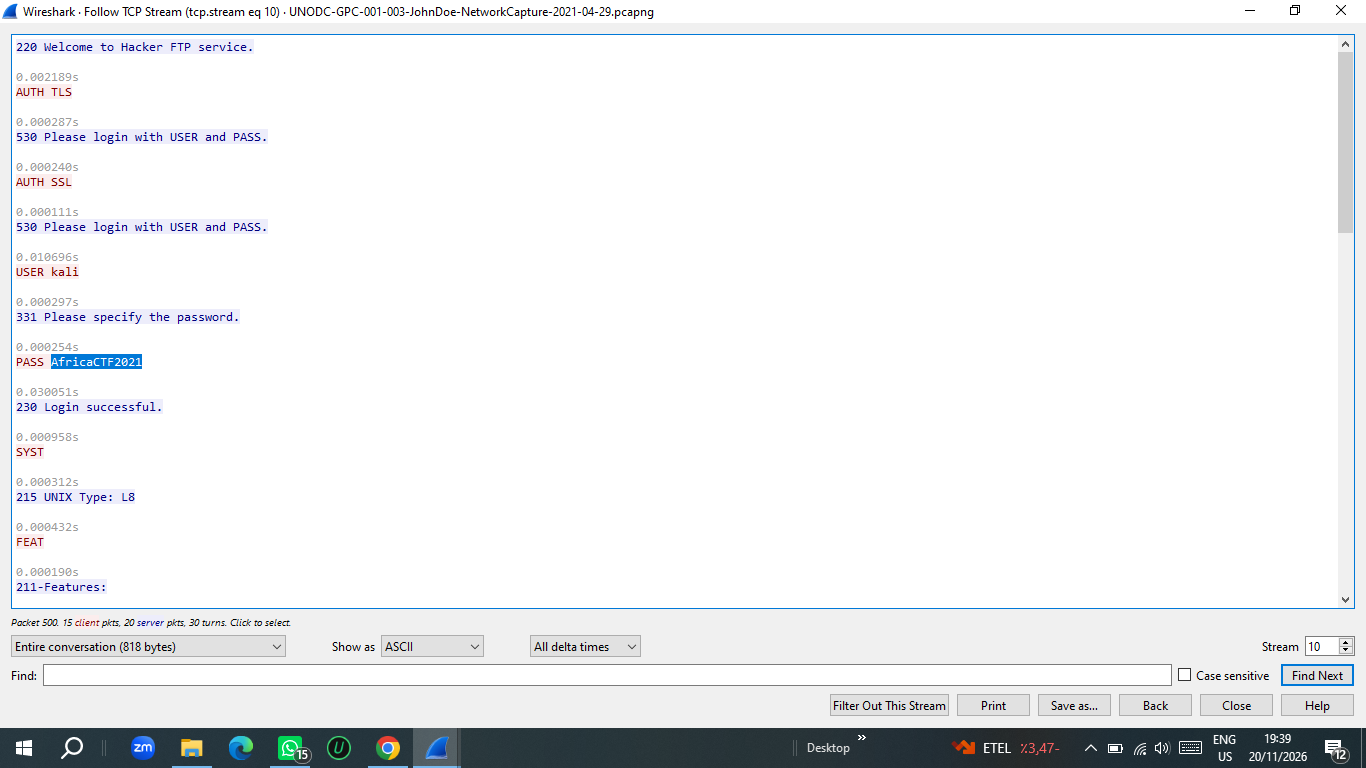 Wireshark · Follow TCP Stream (tcp.stream eq 10) · UNODC-GPC-001-003-JohnDoe-NetworkCapture-2021-04-29.pcapng
220 Welcome to Hacker FTP service.
0.002189s
AUTH TLS
0.000287s
530 Please login with USER and PASS.
0.000240s
AUTH SSL
0.000111s
530 Please login with USER and PASS.
0.010696s
USER kali
0.000297s
331 Please specify the password.
0.000254s
PASS AfricaCTF2021
0.030051s
230 Login successful.
0.000958s
SYST
0.000312s
215 UNIX Type: L8
0.000432s
FEAT
0.000190s
211-Features:
Packet 500. 15 client pkts, 20 server pkts, 30 turns. Click to select.
Entire conversation (818 bytes) Show as ASCII All delta times Stream 10
Find: Case sensitive Find Next
Filter Out This Stream Print Save as... Back Close Help
zm 15 U Desktop » ETEL ٪3,47- ENG US 19:39 20/11/2026 12